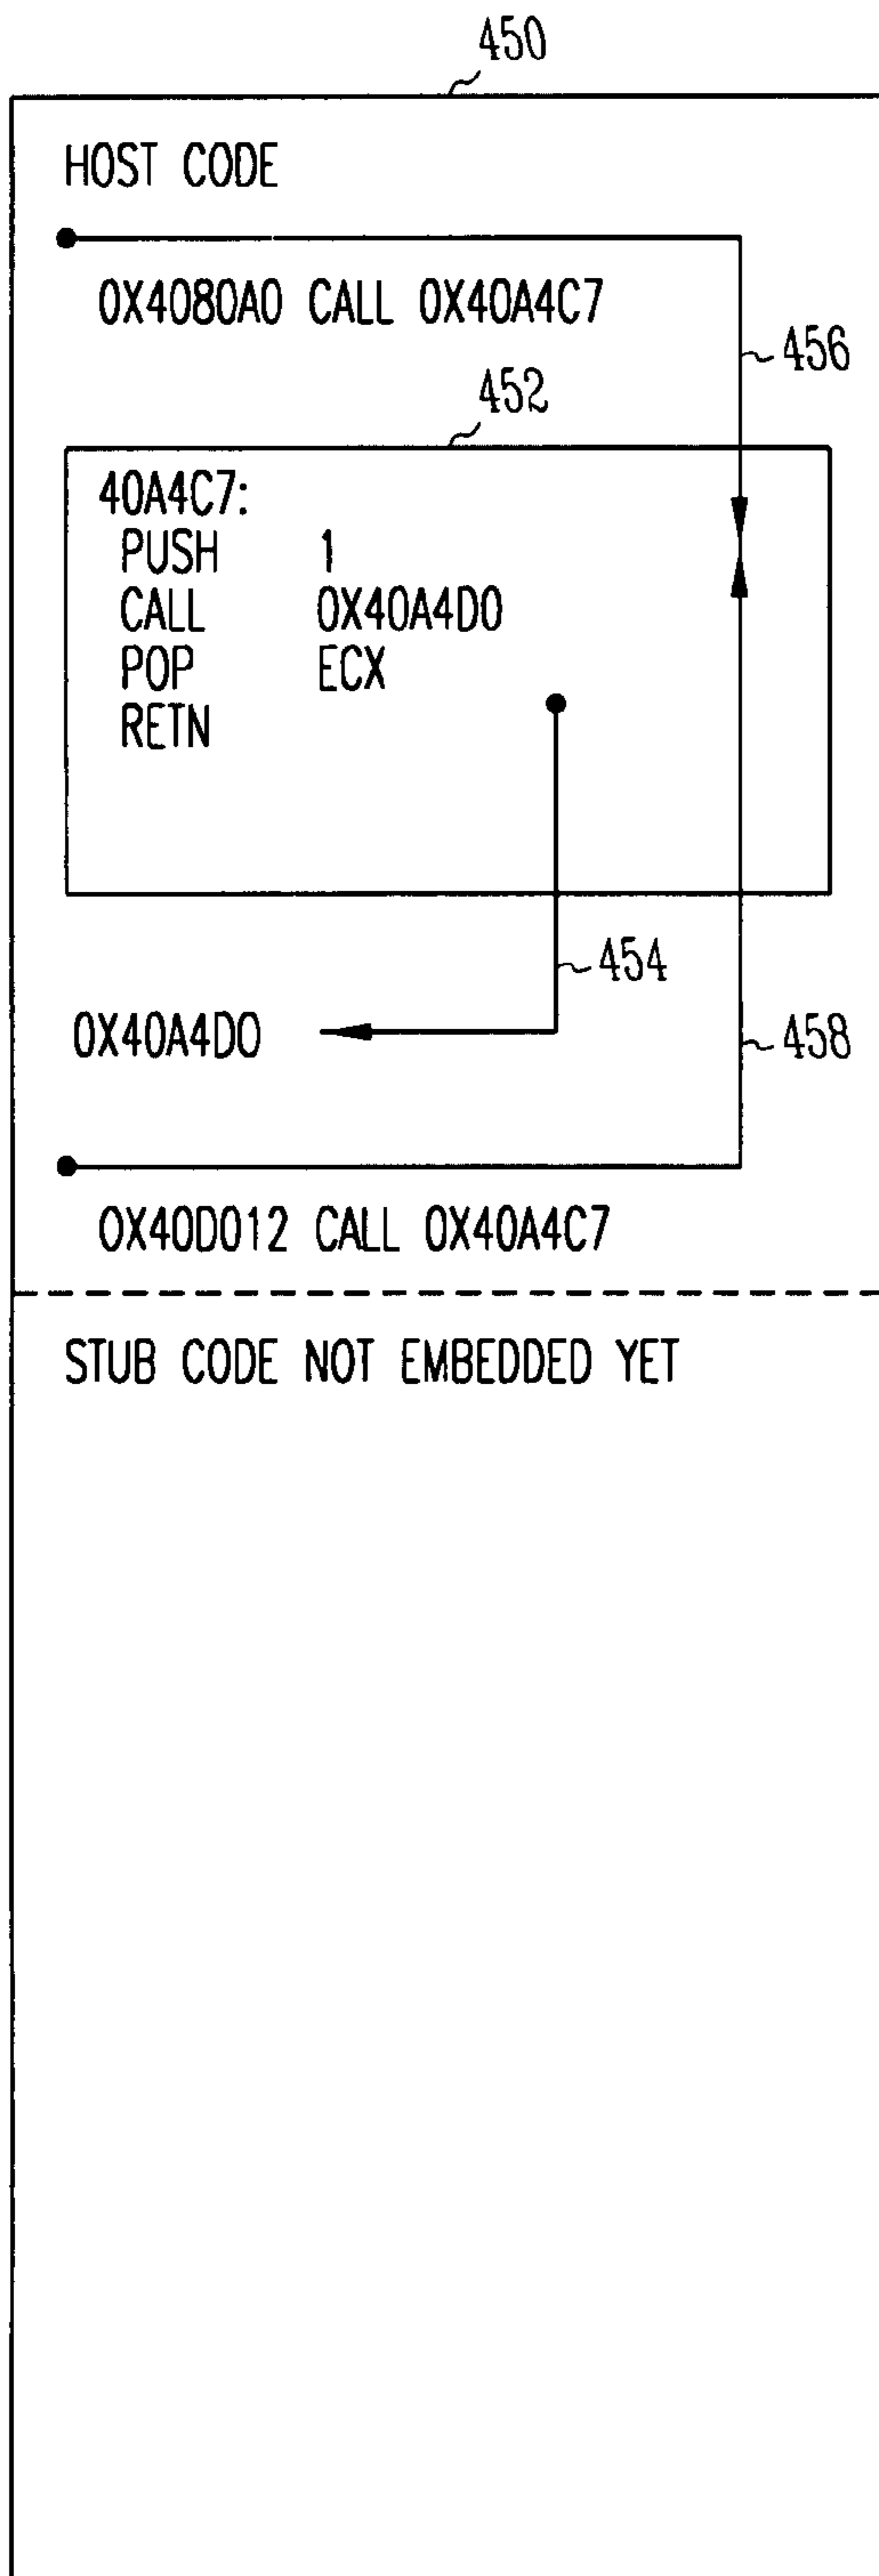 450
HOST CODE
0X4080A0 CALL 0X40A4C7
456
452
40A4C7:
PUSH 1
CALL 0X40A4D0
POP ECX
RETN
454
0X40A4D0
458
0X40D012 CALL 0X40A4C7
STUB CODE NOT EMBEDDED YET